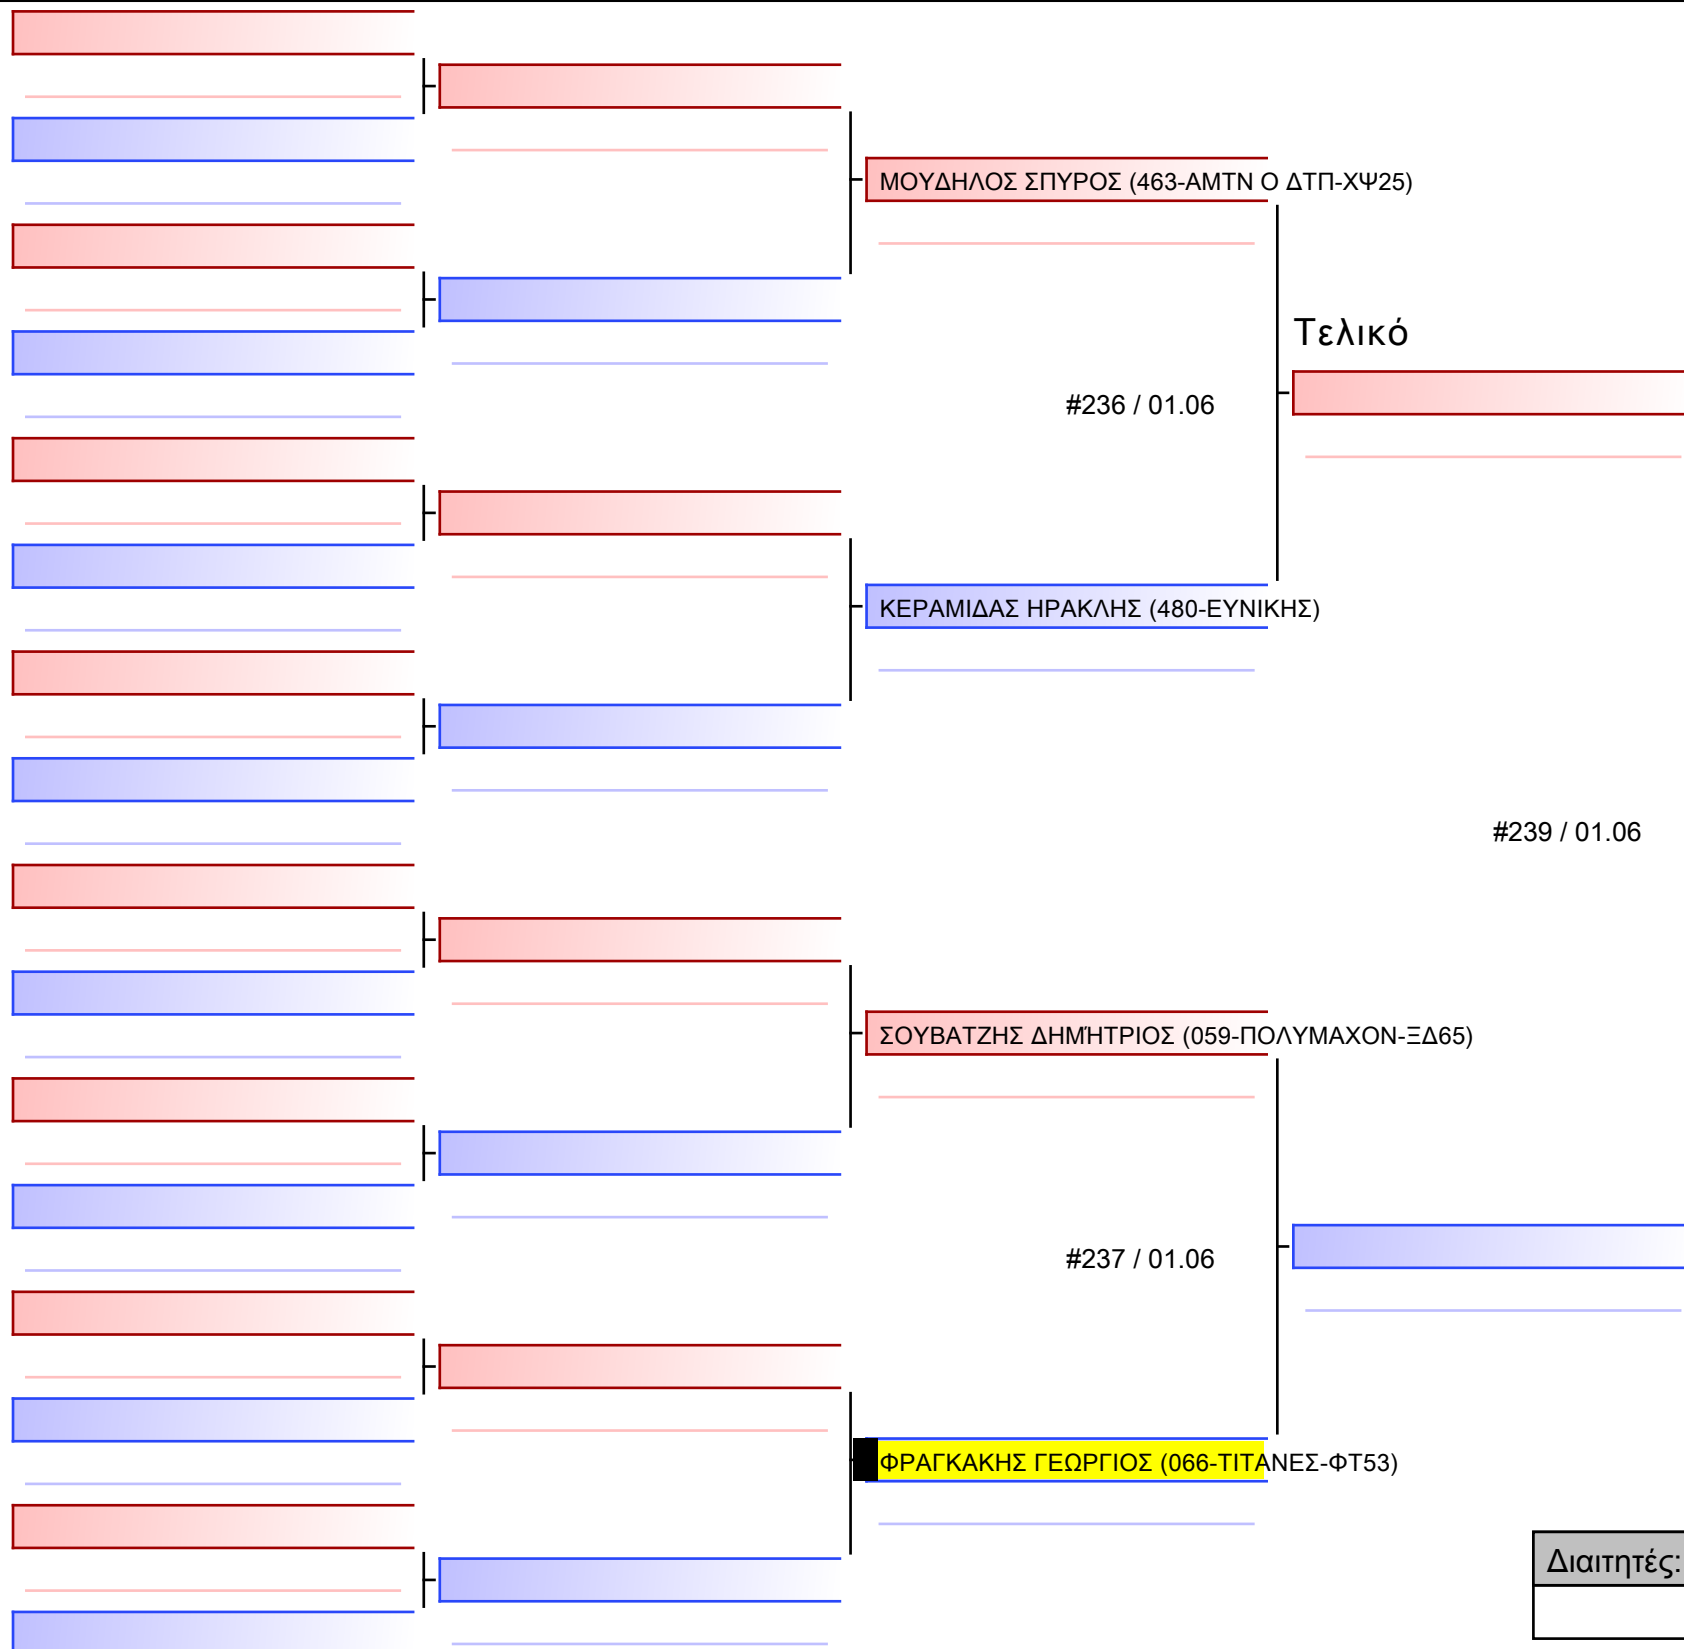 ΜΟΥΔΗΛΟΣ ΣΠΥΡΟΣ (463-ΑΜΤΝ Ο ΔΤΠ-ΧΨ25)
Τελικό
#236 / 01.06
ΚΕΡΑΜΙΔΑΣ ΗΡΑΚΛΗΣ (480-ΕΥΝΙΚΗΣ)
#239 / 01.06
ΣΟΥΒΑΤΖΗΣ ΔΗΜΉΤΡΙΟΣ (059-ΠΟΛΥΜΑΧΟΝ-ΞΔ65)
#237 / 01.06
ΦΡΑΓΚΑΚΗΣ ΓΕΩΡΓΙΟΣ (066-ΤΙΤΑΝΕΣ-ΦΤ53)
Διαιτητές: